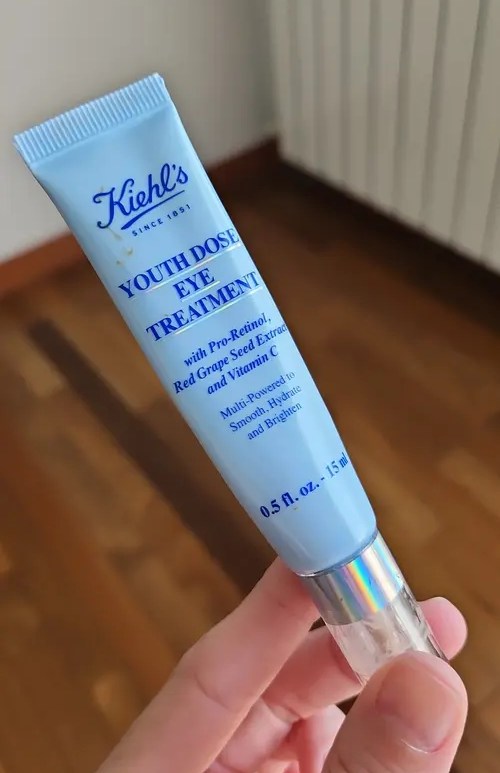 Kiehl's
SINCE 1851
YOUTH DOSE
EYE
TREATMENT
with Pro-Retinol,
Red Grape Seed Extract
and Vitamin C
Multi-Powered to
Smooth, Hydrate
and Brighten
0.5 fl. oz. - 15 ml